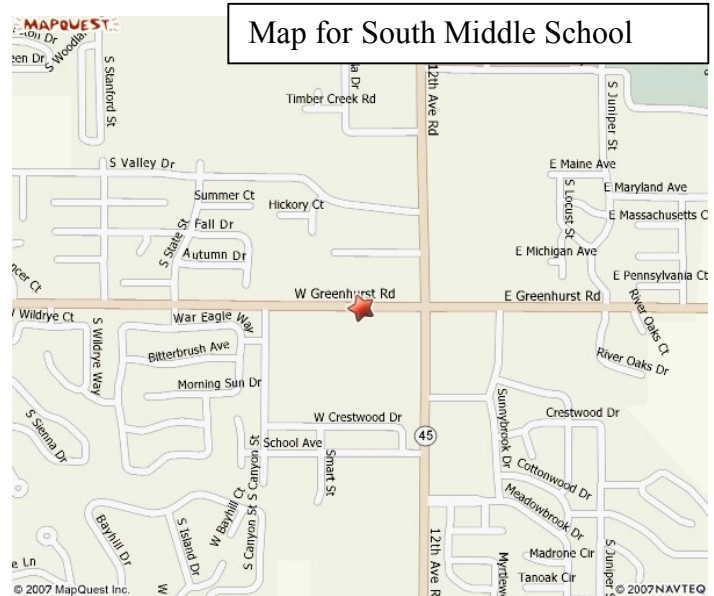 Map for South Middle School
MAPQUEST
S Woodla
S Stanford St
Timber Creek Rd
12th Ave Rd
S Juniper St
S Valley Dr
Summer Ct
Hickory Ct
Fall Dr
S State St
Autumn Dr
E Maine Ave
S Locust St
E Maryland Ave
E Massachusetts C
E Michigan Ave
E Pennsylvania Ct
W Greenhurst Rd
E Greenhurst Rd
Wildrye Ct
War Eagle Way
River Oaks Ct
River Oaks Dr
S Wildrye Way
Bitterbrush Ave
Morning Sun Dr
S Sienna Dr
W Crestwood Dr
School Ave
Smart St
45
Sunnybrook Dr
Crestwood Dr
Cottonwood Dr
Meadowbrook Dr
S Canyon St
S Canyon St
W Bayhill Ct
Bayhill Dr
S Island Dr
12th Ave R
Madrone Cir
Tanoak Cir
Myrtlew
S Juniper S
e Ln
W
© 2007 MapQuest Inc.
© 2007 NAVTEQ